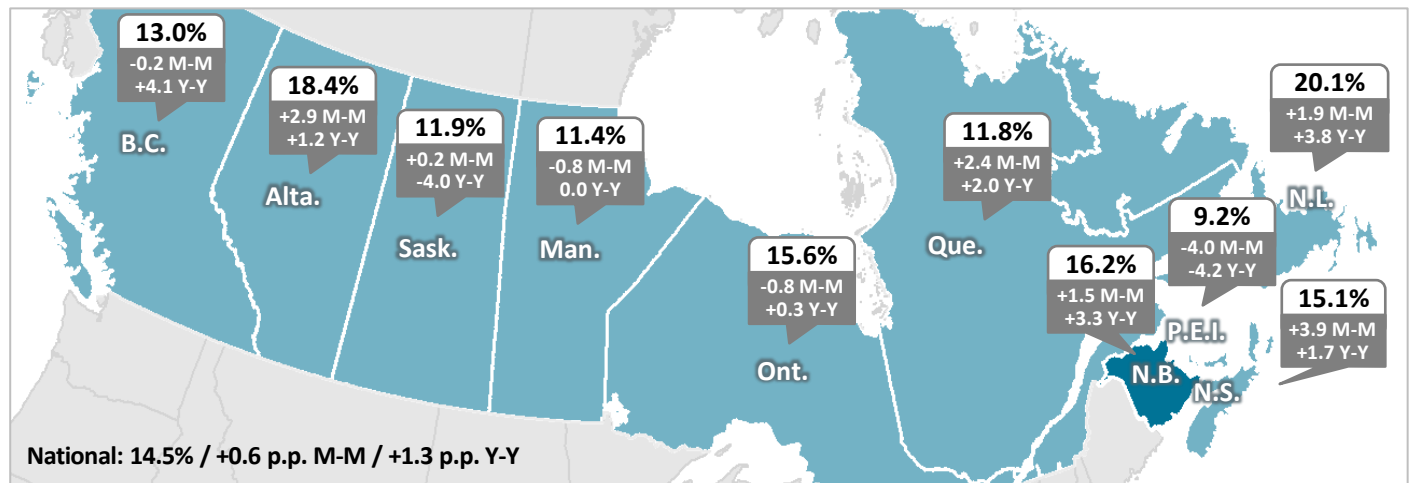 13.0%
-0.2 M-M
+4.1 Y-Y
B.C.
18.4%
+2.9 M-M
+1.2 Y-Y
Alta.
11.9%
+0.2 M-M
-4.0 Y-Y
Sask.
11.4%
-0.8 M-M
0.0 Y-Y
Man.
15.6%
-0.8 M-M
+0.3 Y-Y
Ont.
11.8%
+2.4 M-M
+2.0 Y-Y
Que.
20.1%
+1.9 M-M
+3.8 Y-Y
N.L.
9.2%
-4.0 M-M
-4.2 Y-Y
P.E.I.
16.2%
+1.5 M-M
+3.3 Y-Y
N.B.
15.1%
+3.9 M-M
+1.7 Y-Y
N.S.
National: 14.5% / +0.6 p.p. M-M / +1.3 p.p. Y-Y